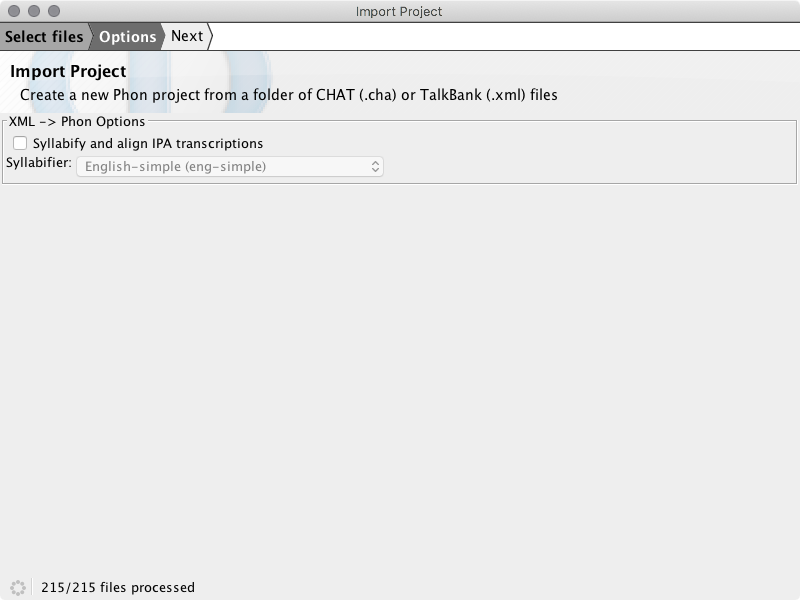 Import Project
Select files Options Next
Import Project
Create a new Phon project from a folder of CHAT (.cha) or TalkBank (.xml) files
XML -> Phon Options
Syllabify and align IPA transcriptions
Syllabifier: English-simple (eng-simple)
215/215 files processed